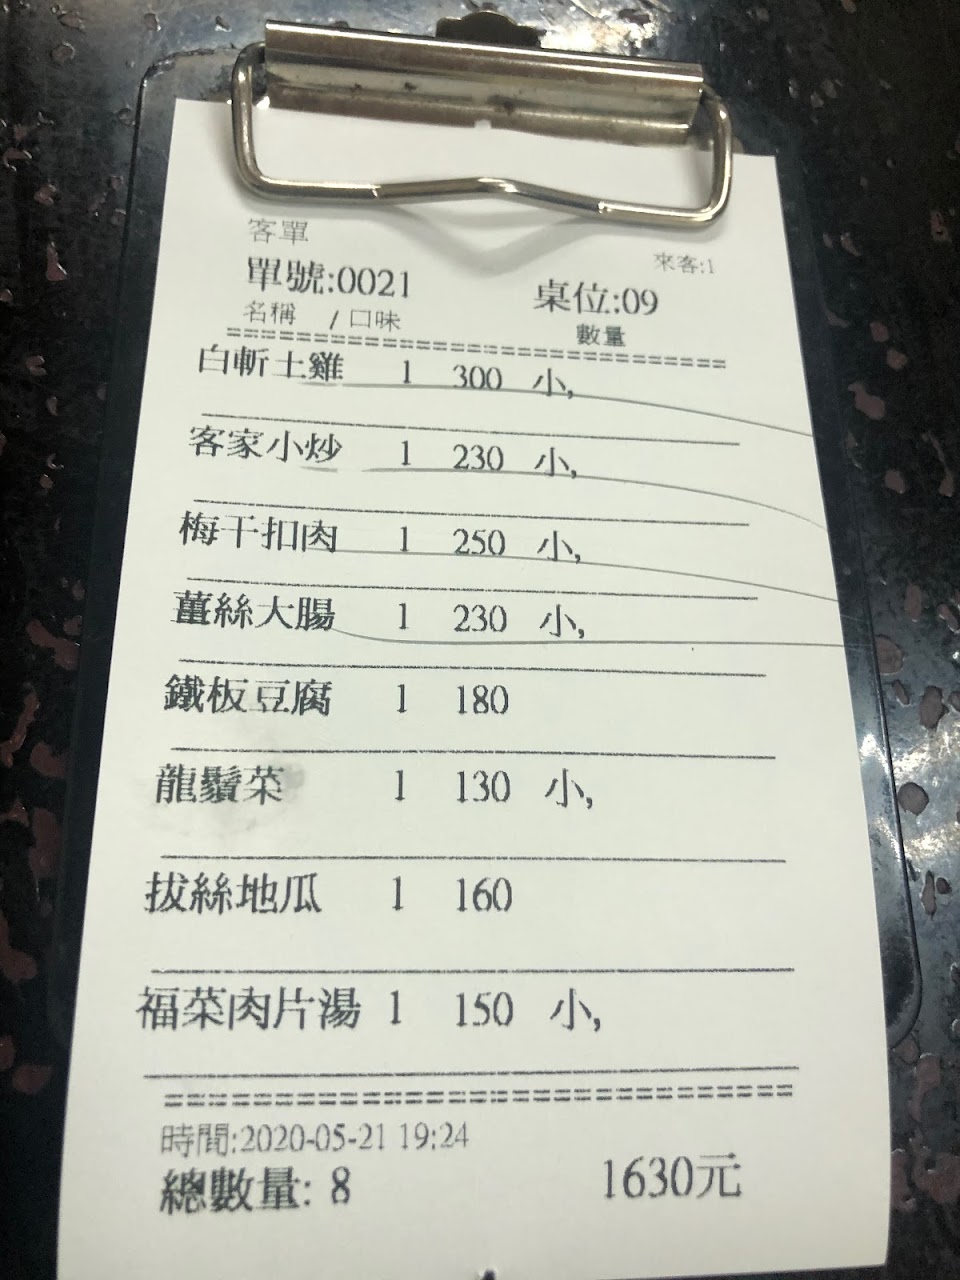 客單
來客:1
單號:0021 桌位:09
名稱 / 口味 數量
==============================
白斬土雞 1 300 小,
客家小炒 1 230 小,
梅干扣肉 1 250 小,
薑絲大腸 1 230 小,
鐵板豆腐 1 180
龍鬚菜 1 130 小,
拔絲地瓜 1 160
福菜肉片湯 1 150 小,
==============================
時間:2020-05-21 19:24
總數量: 8 1630元